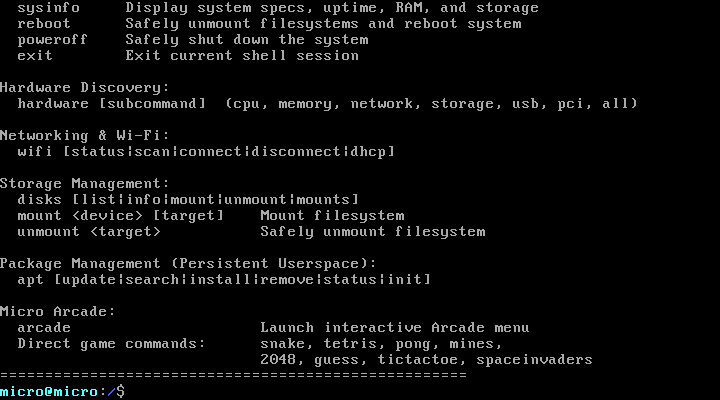 sysinfo     Display system specs, uptime, RAM, and storage
reboot      Safely unmount filesystems and reboot system
poweroff    Safely shut down the system
exit        Exit current shell session
Hardware Discovery:
hardware [subcommand]  (cpu, memory, network, storage, usb, pci, all)
Networking & Wi-Fi:
wifi [status|scan|connect|disconnect|dhcp]
Storage Management:
disks [list|info|mount|unmount|mounts]
mount <device> [target]    Mount filesystem
unmount <target>           Safely unmount filesystem
Package Management (Persistent Userspace):
apt [update|search|install|remove|status|init]
Micro Arcade:
arcade                     Launch interactive Arcade menu
Direct game commands:      snake, tetris, pong, mines,
2048, guess, tictactoe, spaceinvaders
====================================================
micro@micro:/$